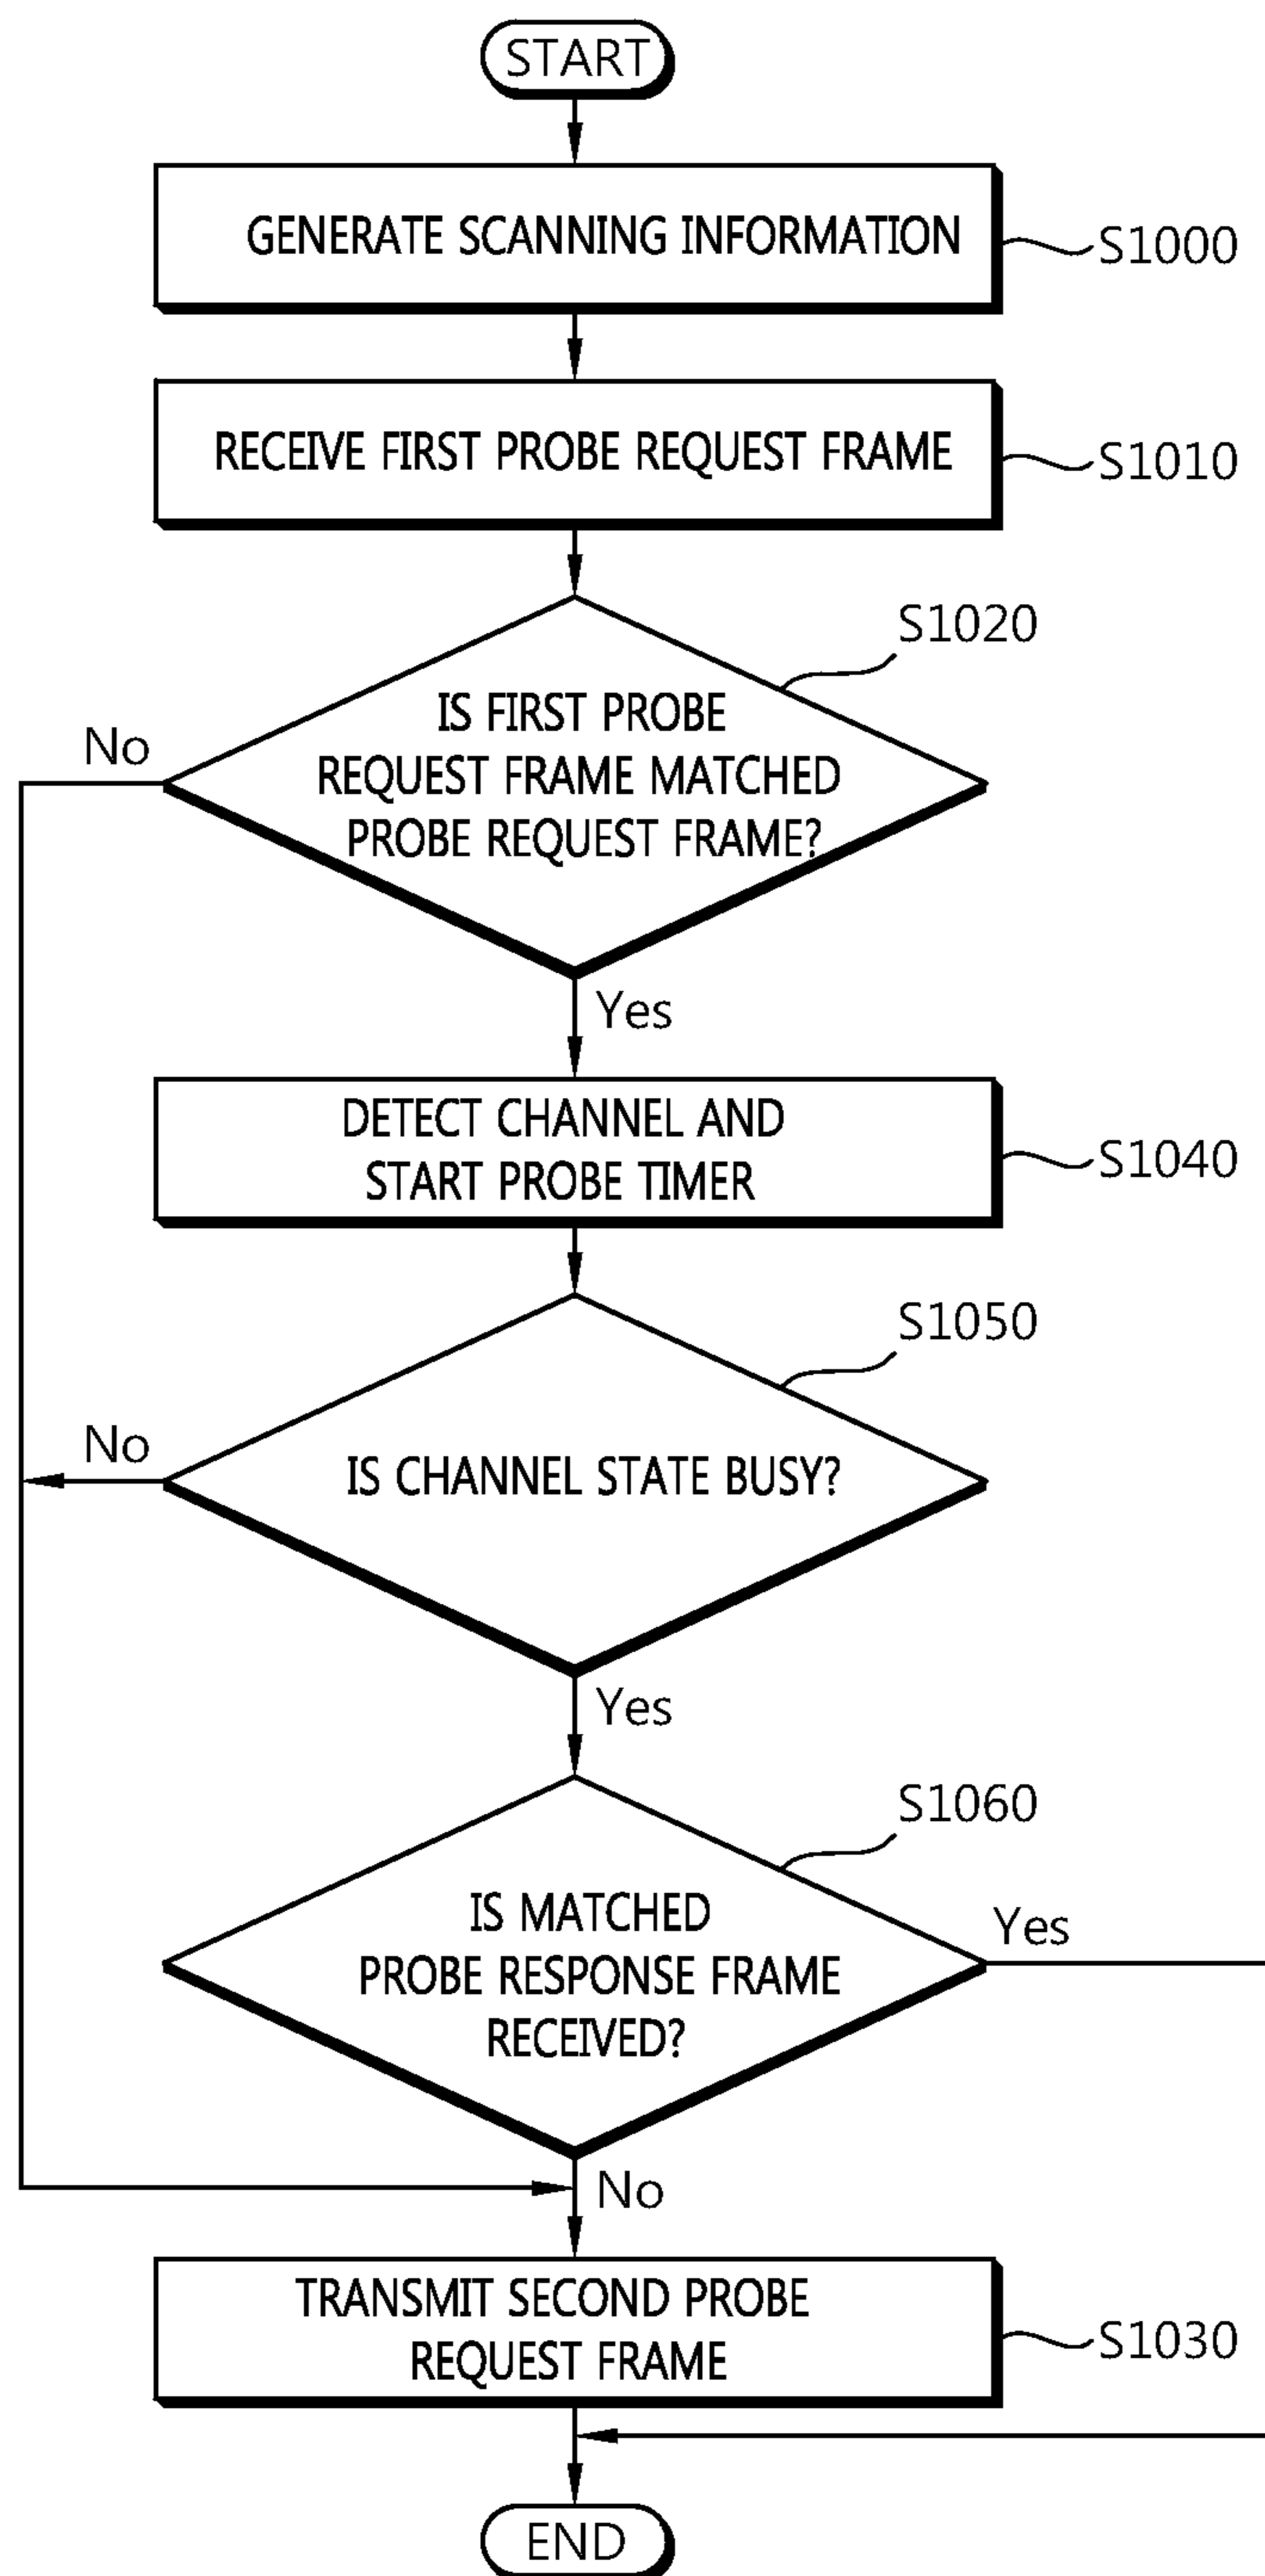 START
GENERATE SCANNING INFORMATION
S1000
RECEIVE FIRST PROBE REQUEST FRAME
S1010
S1020
IS FIRST PROBE
REQUEST FRAME MATCHED
PROBE REQUEST FRAME?
No
Yes
DETECT CHANNEL AND
START PROBE TIMER
S1040
S1050
IS CHANNEL STATE BUSY?
No
Yes
S1060
IS MATCHED
PROBE RESPONSE FRAME
RECEIVED?
Yes
No
TRANSMIT SECOND PROBE
REQUEST FRAME
S1030
END